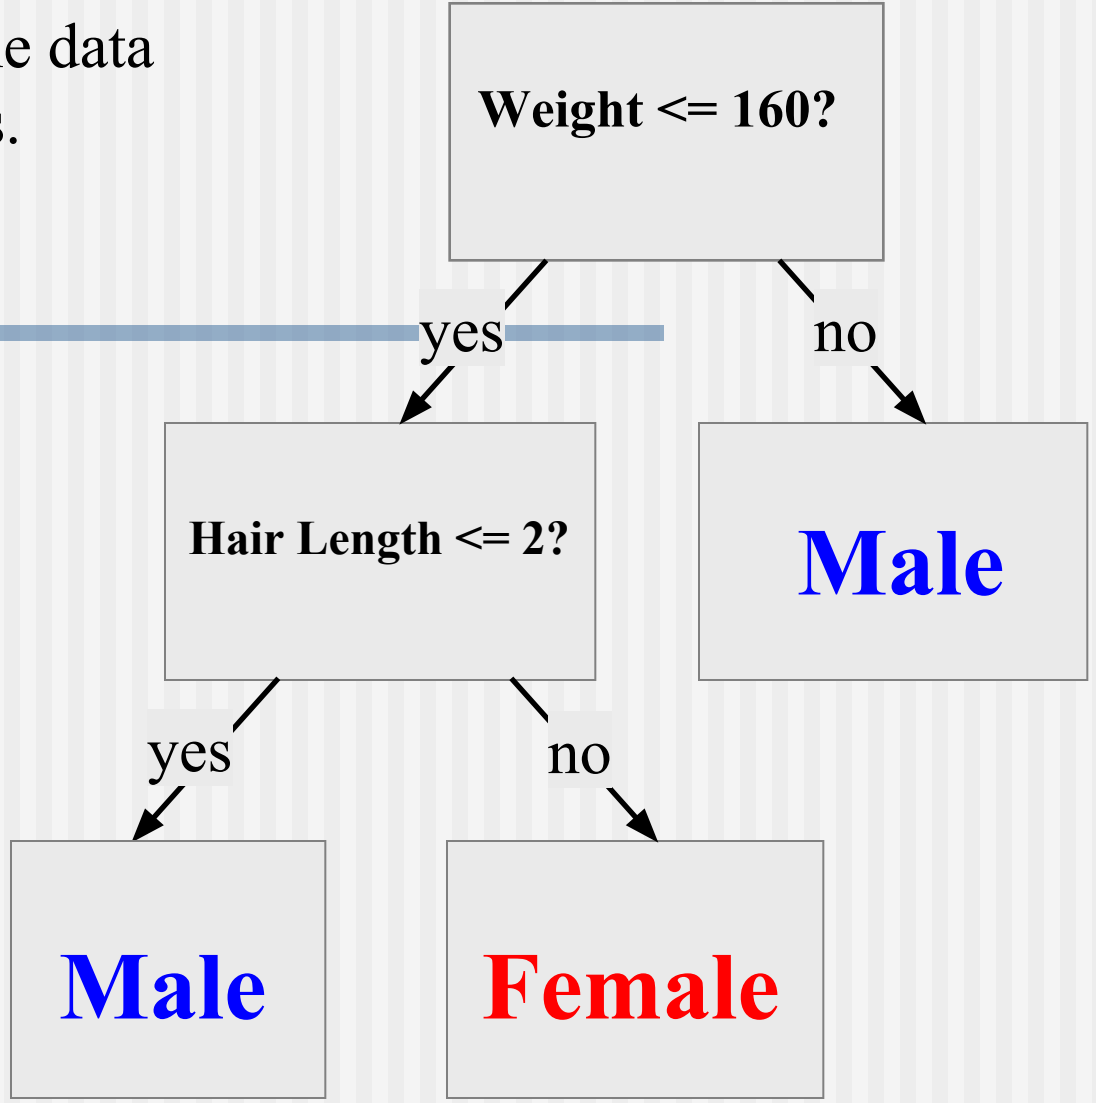 e data
s.
Weight <= 160?
yes
no
Hair Length <= 2?
Male
yes
no
Male
Female